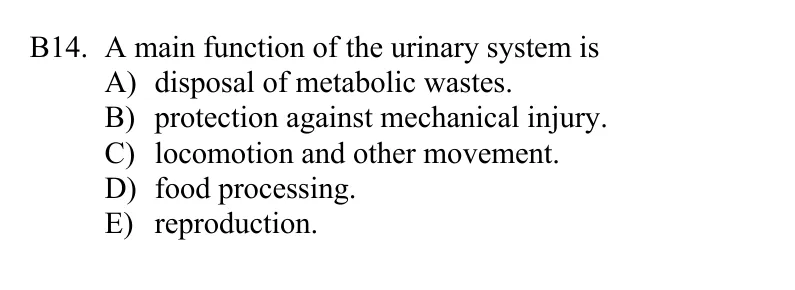 B14. A main function of the urinary system is
A) disposal of metabolic wastes.
B) protection against mechanical injury.
C) locomotion and other movement.
D) food processing.
E) reproduction.